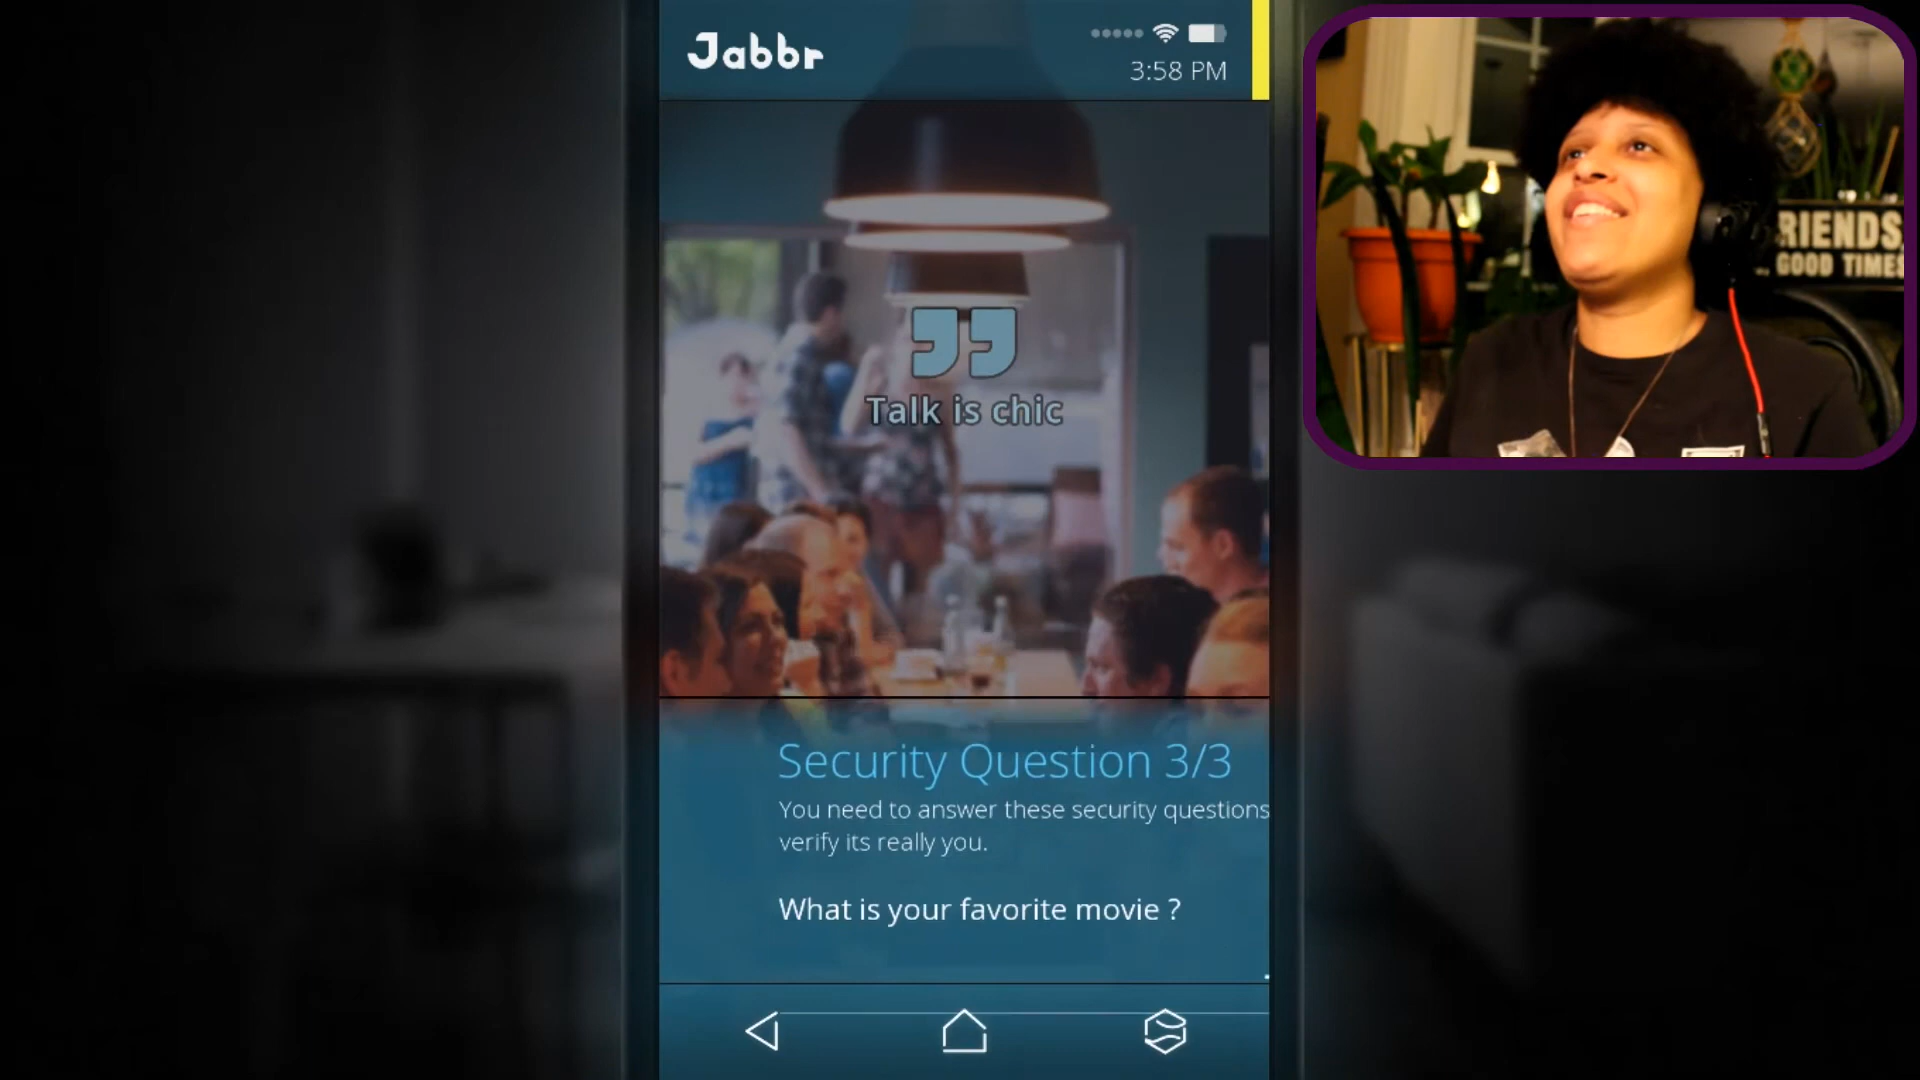 Jabbr
3:58 PM
Talk is chic
Security Question 3/3
You need to answer these security questions
verify its really you.
What is your favorite movie ?
RIENDS
GOOD TIMES